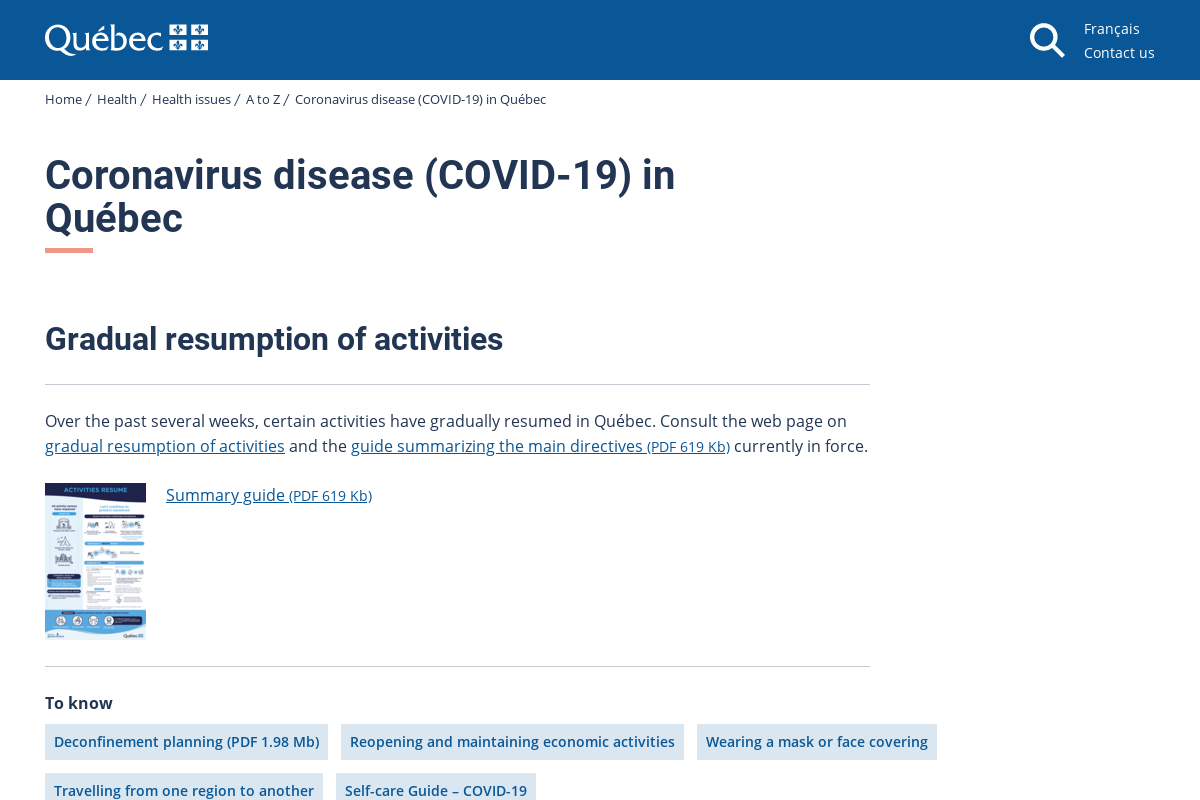 Québec
Français
Contact us
Home / Health / Health issues / A to Z / Coronavirus disease (COVID-19) in Québec
Coronavirus disease (COVID-19) in
Québec
Gradual resumption of activities
Over the past several weeks, certain activities have gradually resumed in Québec. Consult the web page on
gradual resumption of activities and the guide summarizing the main directives (PDF 619 Kb) currently in force.
ACTIVITIES RESUME
Summary guide (PDF 619 Kb)
Québec
To know
Deconfinement planning (PDF 1.98 Mb)
Reopening and maintaining economic activities
Wearing a mask or face covering
Travelling from one region to another
Self-care Guide – COVID-19